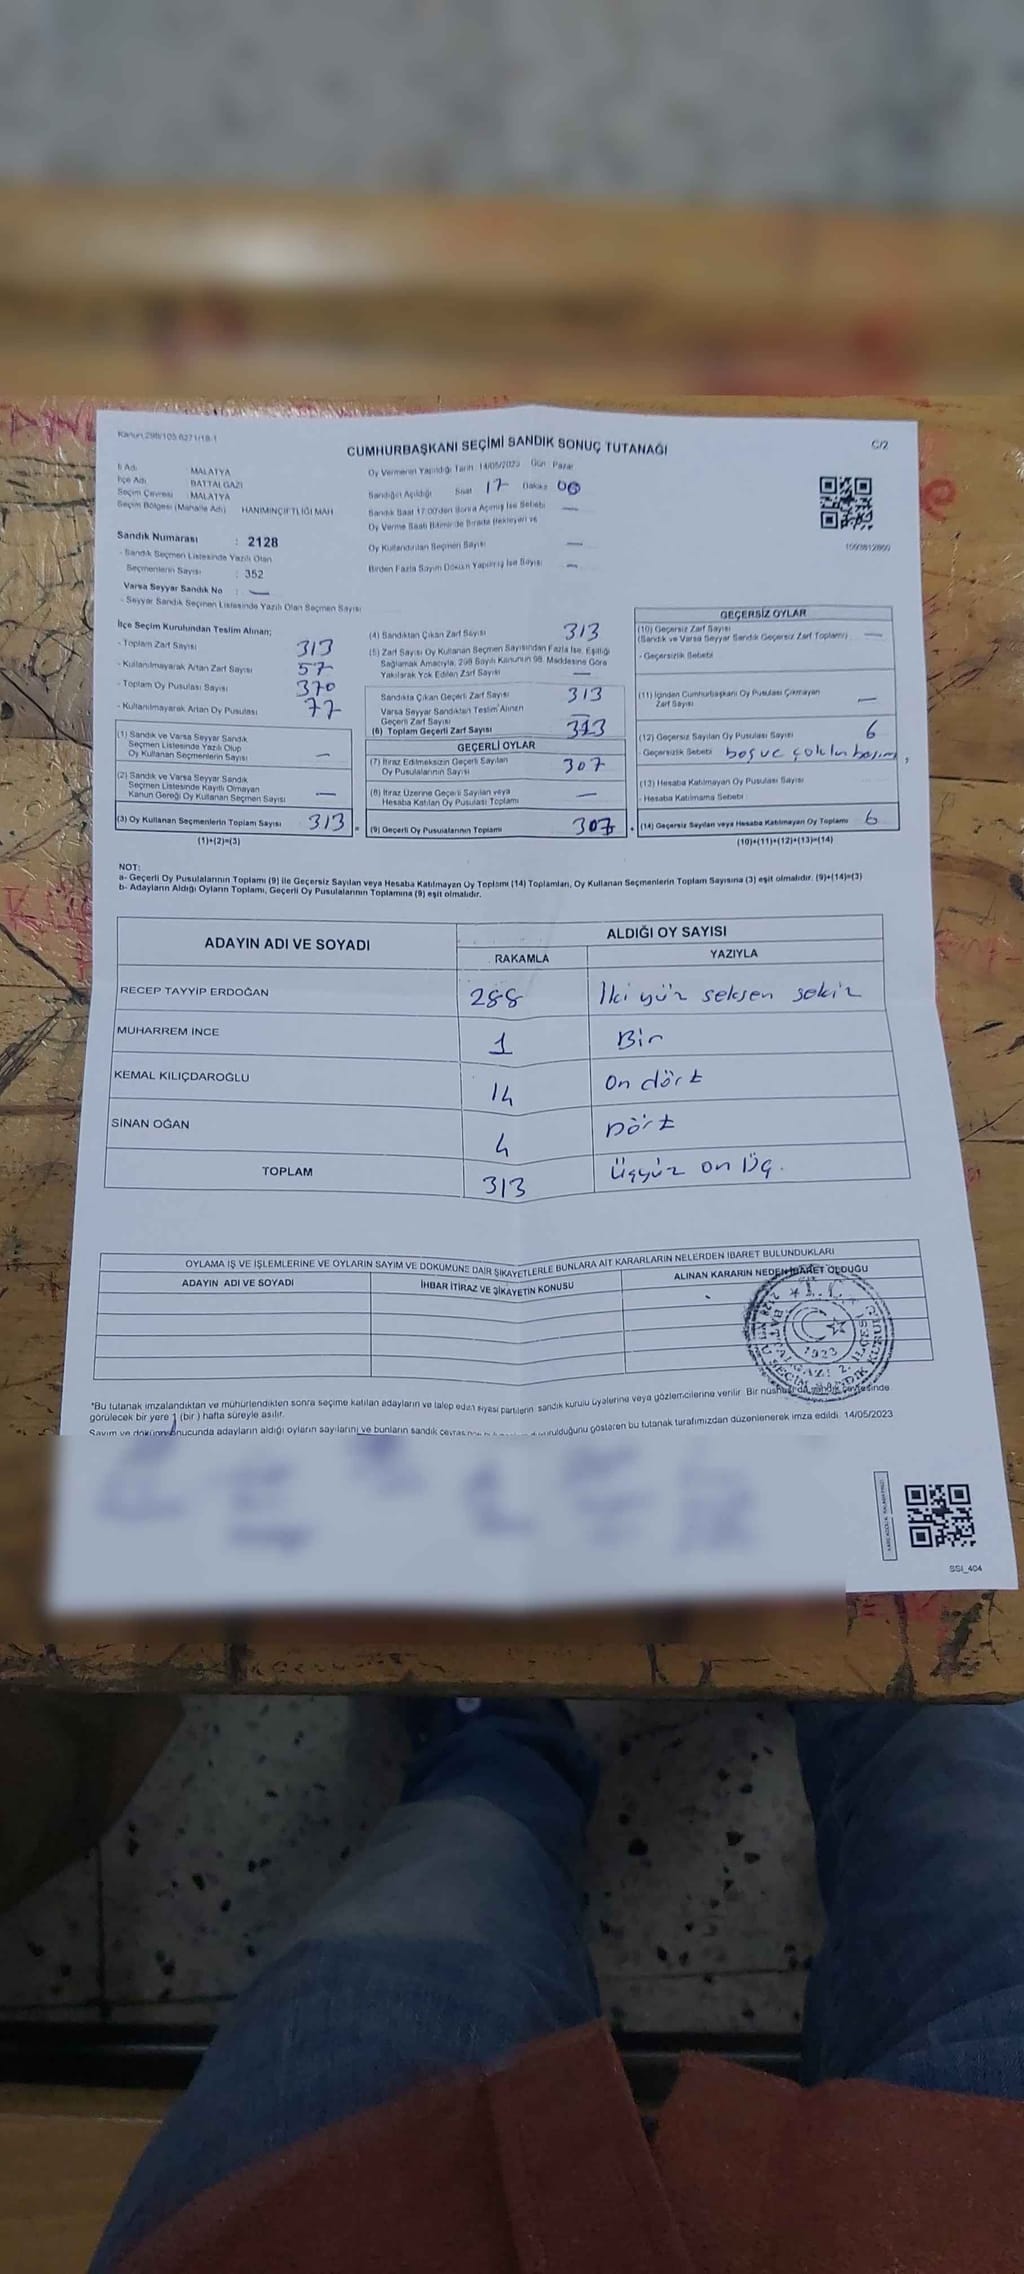 Kanun:298/105.6271/18-1
C/2
CUMHURBAŞKANI SEÇİMİ SANDIK SONUÇ TUTANAĞI
İl Adı : MALATYA
İlçe Adı : BATTALGAZİ
Seçim Çevresi : MALATYA
Seçim Bölgesi (Mahalle Adı) : HANIMINÇİFTLİĞİ MAH
Sandık Numarası : 2128
- Sandık Seçmen Listesinde Yazılı Olan
Seçmenlerin Sayısı : 352
Varsa Seyyar Sandık No : —
- Seyyar Sandık Seçmen Listesinde Yazılı Olan Seçmen Sayısı
Oy Vermenin Yapıldığı Tarih: 14/05/2023 Gün : Pazar
Sandığın Açıldığı Saat 17 Dakika 00
Sandık Saat 17:00'den Sonra Açılmış İse Sebebi —
Oy Verme Saati Bitiminde Sırada Bekleyen ve
Oy Kullandırılan Seçmen Sayısı —
Birden Fazla Sayım Döküm Yapılmış İse Sayısı —
İlçe Seçim Kurulundan Teslim Alınan;
- Toplam Zarf Sayısı 313
- Kullanılmayarak Artan Zarf Sayısı 57
- Toplam Oy Pusulası Sayısı 370
- Kullanılmayarak Artan Oy Pusulası 77
(1) Sandık ve Varsa Seyyar Sandık
Seçmen Listesinde Yazılı Olup
Oy Kullanan Seçmenlerin Sayısı —
(2) Sandık ve Varsa Seyyar Sandık
Seçmen Listesinde Kayıtlı Olmayan
Kanun Gereği Oy Kullanan Seçmen Sayısı —
(3) Oy Kullanan Seçmenlerin Toplam Sayısı 313
(1)+(2)=(3)
(4) Sandıktan Çıkan Zarf Sayısı 313
(5) Zarf Sayısı Oy Kullanan Seçmen Sayısından Fazla İse, Eşitliği
Sağlamak Amacıyla, 298 Sayılı Kanunun 98. Maddesine Göre
Yakılarak Yok Edilen Zarf Sayısı —
Sandıkta Çıkan Geçerli Zarf Sayısı 313
Varsa Seyyar Sandıktan Teslim Alınan
Geçerli Zarf Sayısı —
(6) Toplam Geçerli Zarf Sayısı 313
GEÇERLİ OYLAR
(7) İtiraz Edilmeksizin Geçerli Sayılan
Oy Pusulalarının Sayısı 307
(8) İtiraz Üzerine Geçerli Sayılan veya
Hesaba Katılan Oy Pusulası Toplamı —
(9) Geçerli Oy Pusulalarının Toplamı 307
GEÇERSİZ OYLAR
(10) Geçersiz Zarf Sayısı
(Sandık ve Varsa Seyyar Sandık Geçersiz Zarf Toplamı) —
- Geçersizlik Sebebi
(11) İçinden Cumhurbaşkanı Oy Pusulası Çıkmayan
Zarf Sayısı —
(12) Geçersiz Sayılan Oy Pusulası Sayısı 6
- Geçersizlik Sebebi boş ve çoklu basım
(13) Hesaba Katılmayan Oy Pusulası Sayısı
- Hesaba Katılmama Sebebi
(14) Geçersiz Sayılan veya Hesaba Katılmayan Oy Toplamı 6
(10)+(11)+(12)+(13)=(14)
NOT:
a- Geçerli Oy Pusulalarının Toplamı (9) ile Geçersiz Sayılan veya Hesaba Katılmayan Oy Toplamı (14) Toplamları, Oy Kullanan Seçmenlerin Toplam Sayısına (3) eşit olmalıdır. (9)+(14)=(3)
b- Adayların Aldığı Oyların Toplamı, Geçerli Oy Pusulalarının Toplamına (9) eşit olmalıdır.
ADAYIN ADI VE SOYADI ALDIĞI OY SAYISI
RAKAMLA YAZIYLA
RECEP TAYYİP ERDOĞAN 288 İki yüz seksen sekiz
MUHARREM İNCE 1 Bir
KEMAL KILIÇDAROĞLU 14 On dört
SİNAN OĞAN 4 Dört
TOPLAM 313 Üçyüz on Üç.
OYLAMA İŞ VE İŞLEMLERİNE VE OYLARIN SAYIM VE DÖKÜMÜNE DAİR ŞİKAYETLERLE BUNLARA AİT KARARLARIN NELERDEN İBARET BULUNDUKLARI
ADAYIN ADI VE SOYADI İHBAR İTİRAZ VE ŞİKAYETİN KONUSU ALINAN KARARIN NEDEN İBARET OLDUĞU
T.C.
1923
BATTALGAZİ 2. İLÇESİ
2128 NOLU SEÇİM SANDIK KURULU
*Bu tutanak imzalandıktan ve mühürlendikten sonra seçime katılan adayların ve talep eden siyasi partilerin sandık kurulu üyelerine veya gözlemcilerine verilir. Bir nüshası da sandık çevresinde
görülecek bir yere 1 (bir ) hafta süreyle asılır.
Sayım ve döküm sonucunda adayların aldığı oyların sayılarını ve bunların sandık olduğunu gösteren bu tutanak tarafımızdan düzenlenerek imza edildi. 14/05/2023
SSI_404